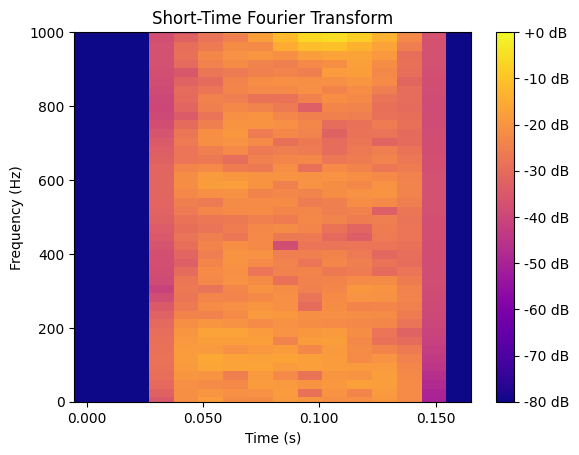 Short-Time Fourier Transform
1000
800
600
400
200
0
Frequency (Hz)
0.000
0.050
0.100
0.150
Time (s)
+0 dB
-10 dB
-20 dB
-30 dB
-40 dB
-50 dB
-60 dB
-70 dB
-80 dB